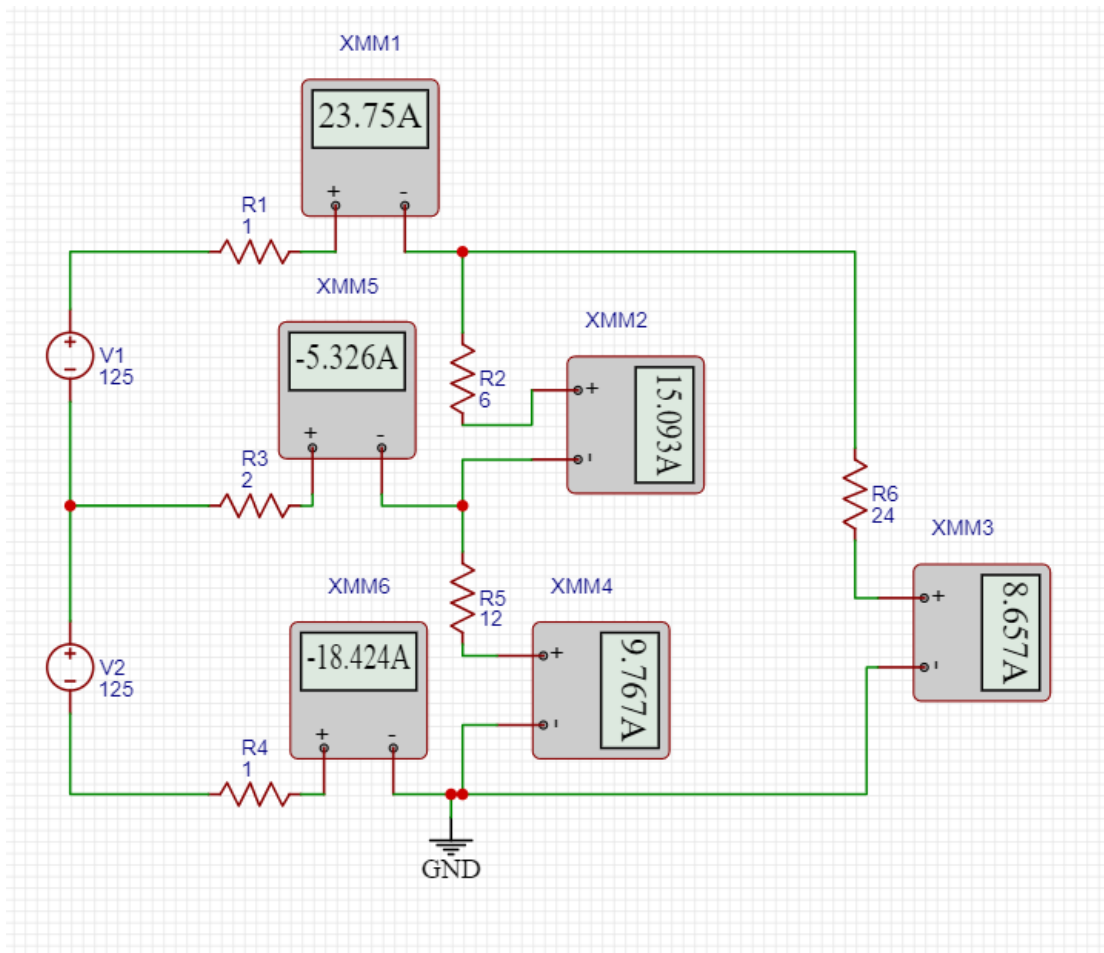 XMM1
23.75A
+ -
R1
1
XMM5
-5.326A
+ -
XMM2
15.093A
+
-
V1
125
+
-
R2
6
R3
2
R6
24
XMM3
8.657A
+
-
XMM6
-18.424A
+ -
XMM4
9.767A
+
-
R5
12
V2
125
+
-
R4
1
GND